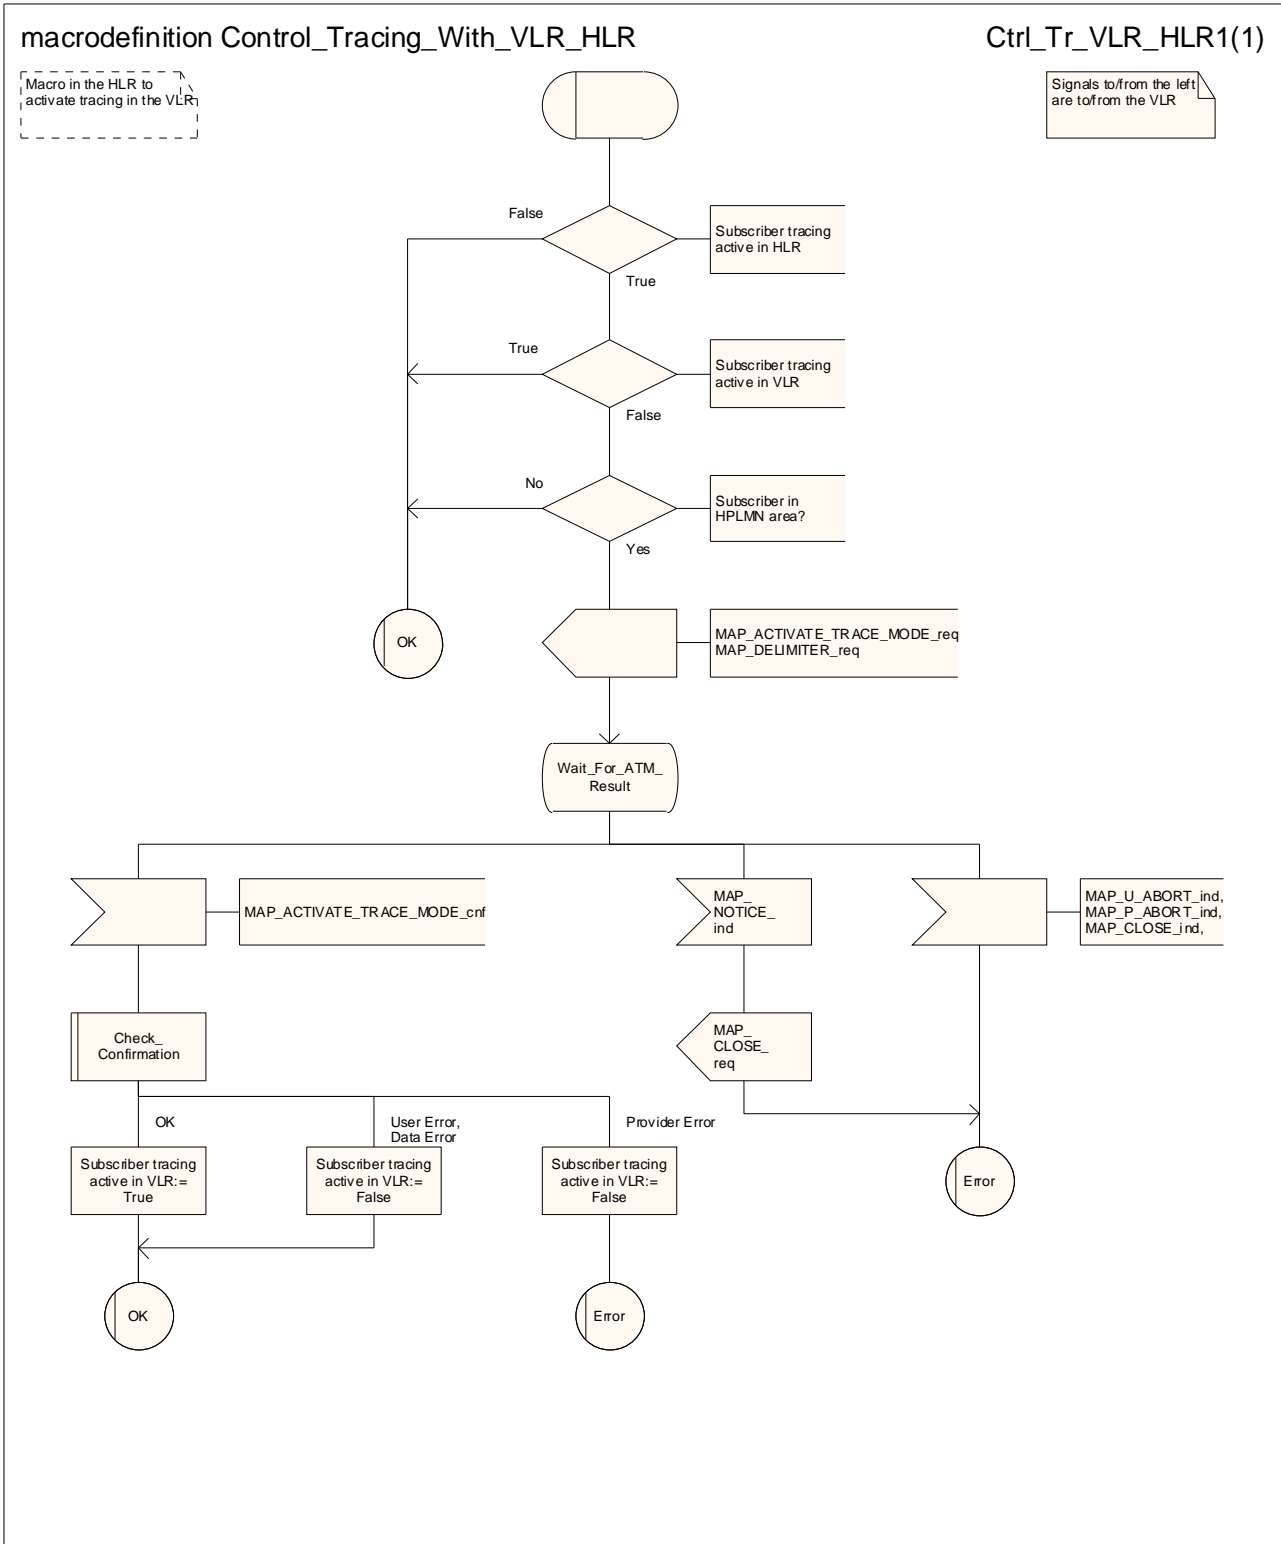 macrodefinition Control_Tracing_With_VLR_HLR
Ctrl_Tr_VLR_HLR1(1)
Macro in the HLR to
activate tracing in the VLR
Signals to/from the left
are to/from the VLR
False
Subscriber tracing
active in HLR
True
True
Subscriber tracing
active in VLR
False
No
Subscriber in
HPLMN area?
Yes
OK
MAP_ACTIVATE_TRACE_MODE_req
MAP_DELIMITER_req
Wait_For_ATM_
Result
MAP_ACTIVATE_TRACE_MODE_cnf
MAP_
NOTICE_
ind
MAP_U_ABORT_ind,
MAP_P_ABORT_ind,
MAP_CLOSE_ind,
Check_
Confirmation
MAP_
CLOSE_
req
OK
User Error,
Data Error
Provider Error
Subscriber tracing
active in VLR:=
True
Subscriber tracing
active in VLR:=
False
Subscriber tracing
active in VLR:=
False
Error
OK
Error